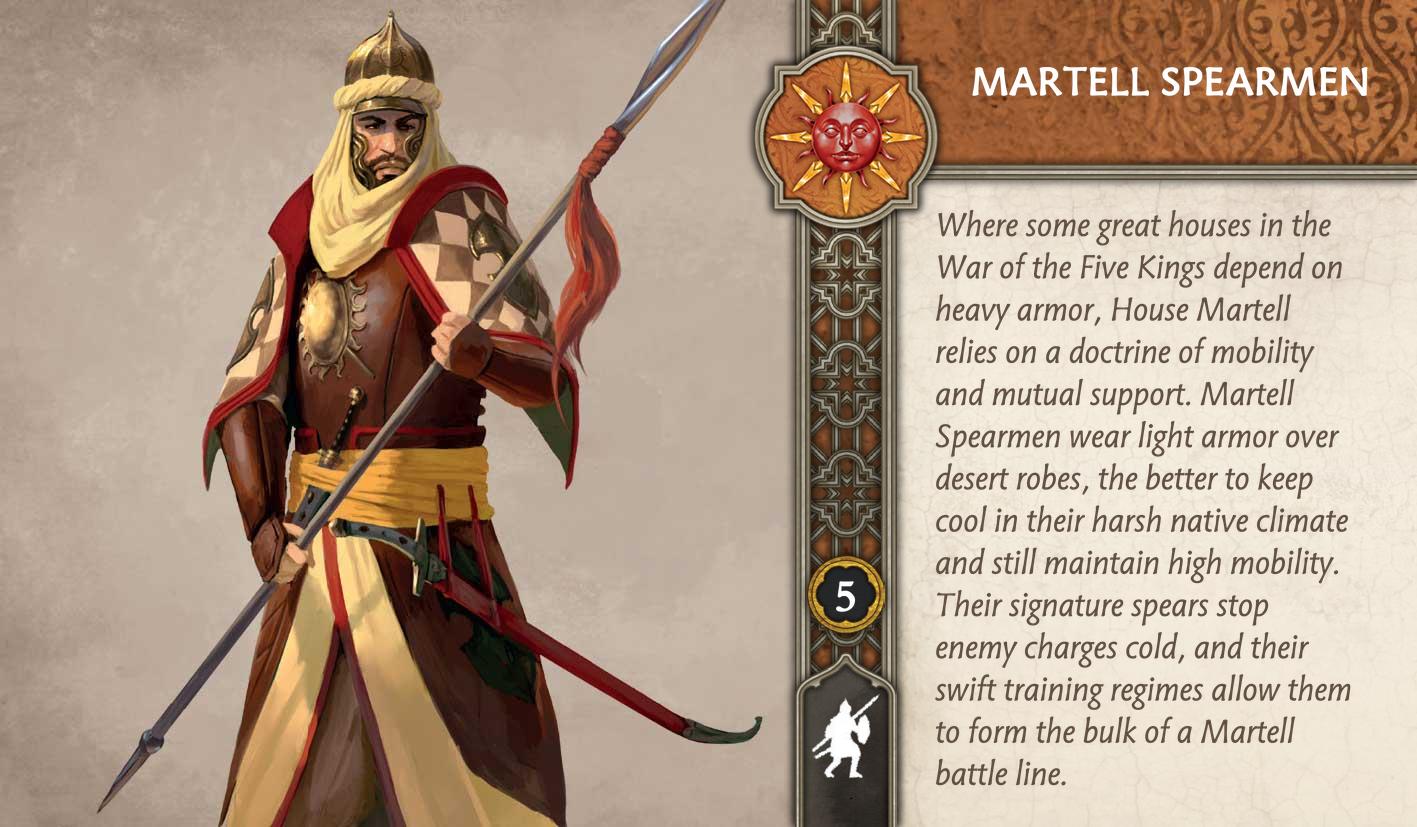 MARTELL SPEARMEN
Where some great houses in the
War of the Five Kings depend on
heavy armor, House Martell
relies on a doctrine of mobility
and mutual support. Martell
Spearmen wear light armor over
desert robes, the better to keep
cool in their harsh native climate
and still maintain high mobility.
Their signature spears stop
enemy charges cold, and their
swift training regimes allow them
to form the bulk of a Martell
battle line.
5